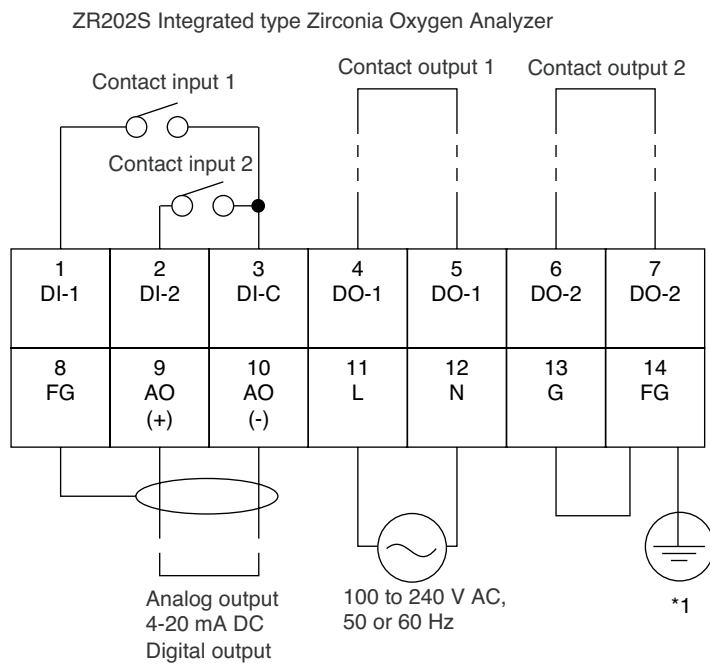 ZR202S Integrated type Zirconia Oxygen Analyzer
Contact input 1
Contact output 1
Contact output 2
Contact input 2
1
DI-1
2
DI-2
3
DI-C
4
DO-1
5
DO-1
6
DO-2
7
DO-2
8
FG
9
AO
(+)
10
AO
(-)
11
L
12
N
13
G
14
FG
Analog output
4-20 mA DC
Digital output
100 to 240 V AC,
50 or 60 Hz
*1